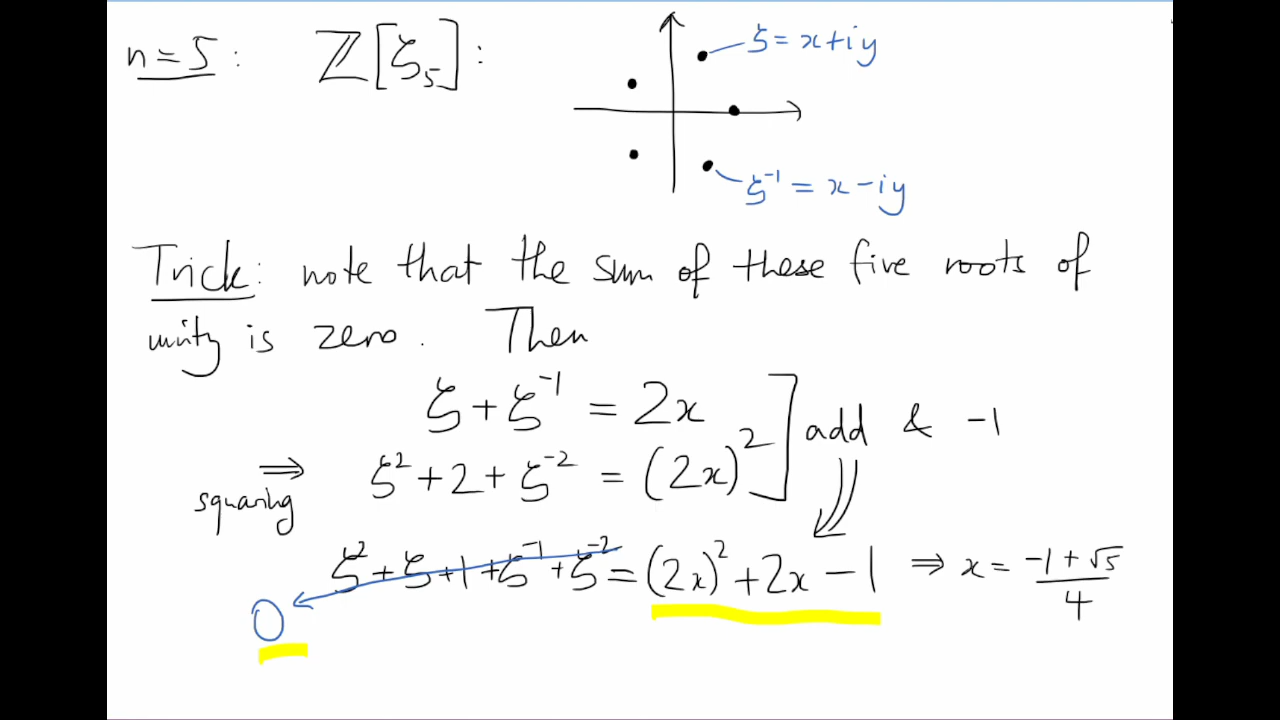 n=5: ℤ[ζ₅]:
ζ = x+iy
ζ⁻¹ = x-iy
Trick: note that the sum of these five roots of
unity is zero. Then
ζ + ζ⁻¹ = 2x
add & -1
⇒ ζ² + 2 + ζ⁻² = (2x)²
squaring
ζ² + ζ + 1 + ζ⁻¹ + ζ⁻² = (2x)² + 2x - 1 ⇒ x = (-1 + √5)/4
0